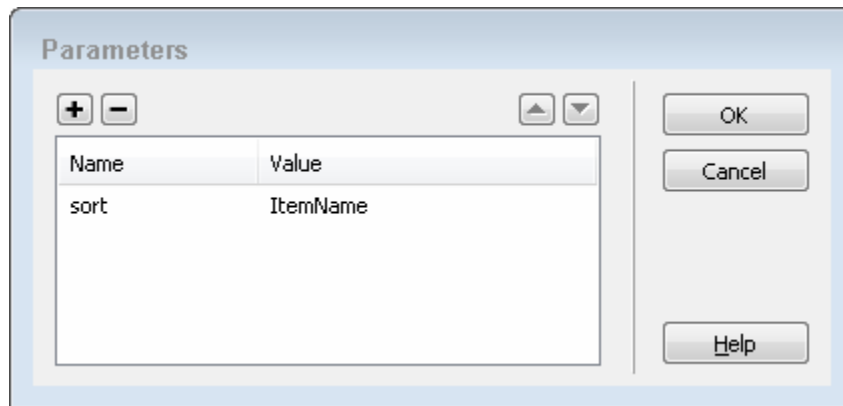 Parameters
+ −
OK
Name Value
Cancel
sort ItemName
Help